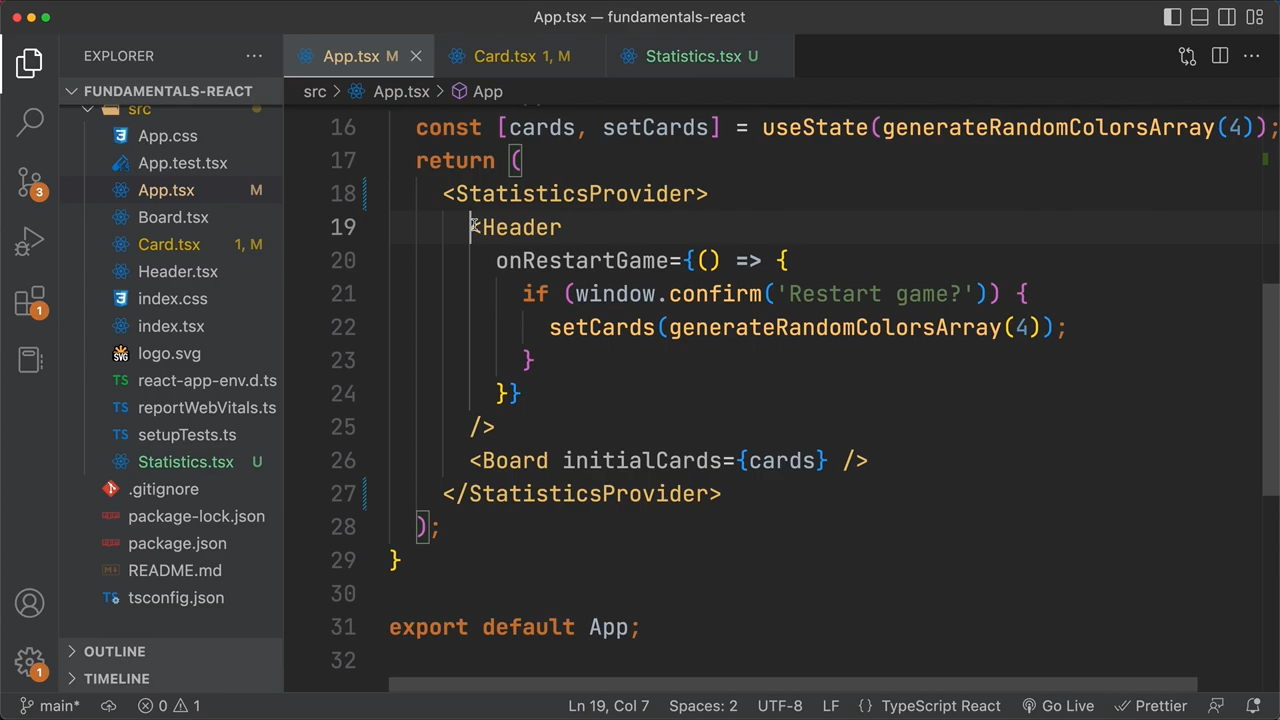 App.tsx — fundamentals-react
EXPLORER
App.tsx M
Card.tsx 1, M
Statistics.tsx U
FUNDAMENTALS-REACT
src
App.css
App.test.tsx
App.tsx M
Board.tsx
Card.tsx 1, M
Header.tsx
index.css
index.tsx
logo.svg
react-app-env.d.ts
reportWebVitals.ts
setupTests.ts
Statistics.tsx U
.gitignore
package-lock.json
package.json
README.md
tsconfig.json
OUTLINE
TIMELINE
3
1
1
src > App.tsx > App
16 const [cards, setCards] = useState(generateRandomColorsArray(4));
17 return (
18 <StatisticsProvider>
19 <Header
20 onRestartGame={() => {
21 if (window.confirm('Restart game?')) {
22 setCards(generateRandomColorsArray(4));
23 }
24 }}
25 />
26 <Board initialCards={cards} />
27 </StatisticsProvider>
28 );
29 }
30
31 export default App;
32
main* 0 1 Ln 19, Col 7 Spaces: 2 UTF-8 LF {} TypeScript React Go Live Prettier